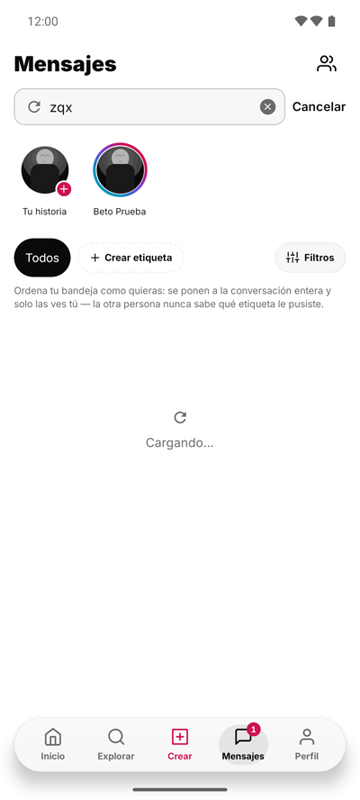 12:00
Mensajes
zqx
Cancelar
Tu historia
Beto Prueba
Todos
Crear etiqueta
Filtros
Ordena tu bandeja como quieras: se ponen a la conversación entera y
solo las ves tú — la otra persona nunca sabe qué etiqueta le pusiste.
Cargando...
1
Inicio
Explorar
Crear
Mensajes
Perfil